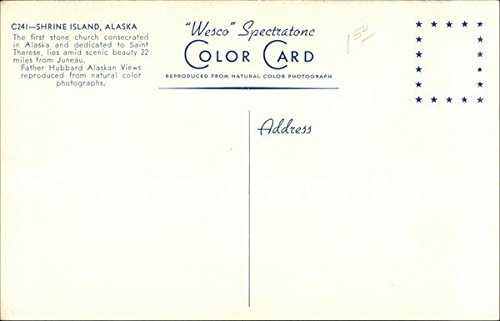 C241—SHRINE ISLAND, ALASKA
The first stone church consecrated
in Alaska and dedicated to Saint
Therese, lies amid scenic beauty 22
miles from Juneau.
Father Hubbard Alaskan Views
reproduced from natural color
photographs.
"Wesco" Spectratone
COLOR CARD
REPRODUCED FROM NATURAL COLOR PHOTOGRAPH
150
Address